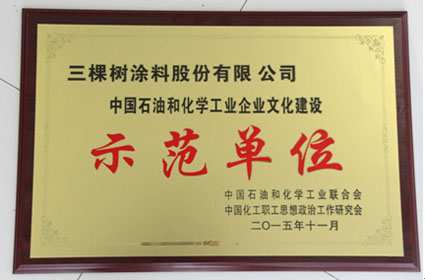 三棵树涂料股份有限公司
中国石油和化学工业企业文化建设
示范单位
中国石油和化学工业联合会
中国化工职工思想政治工作研究会
二〇一五年十一月